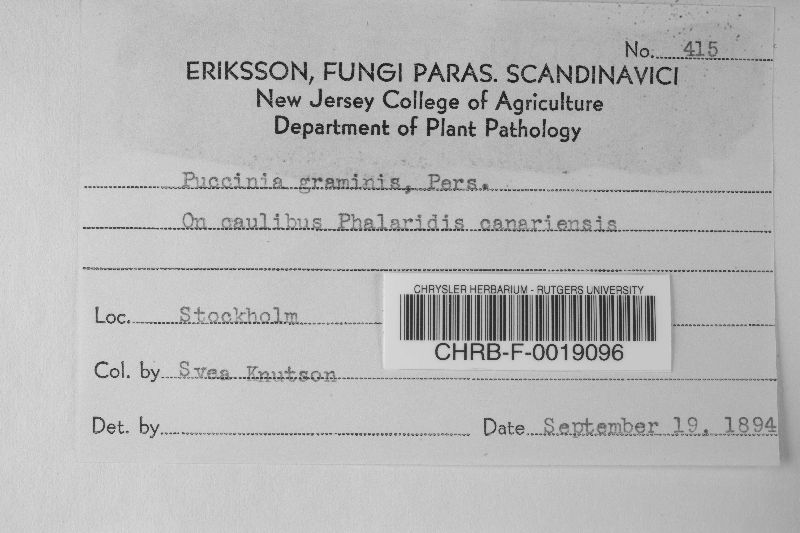 No. 415
ERIKSSON, FUNGI PARAS. SCANDINAVICI
New Jersey College of Agriculture
Department of Plant Pathology
Puccinia graminis, Pers.
On caulibus Phalaridis canariensis
CHRYSLER HERBARIUM - RUTGERS UNIVERSITY
Loc. Stockholm
CHRB-F-0019096
Col. by Svea Knutson
Det. by Date September 19, 1894